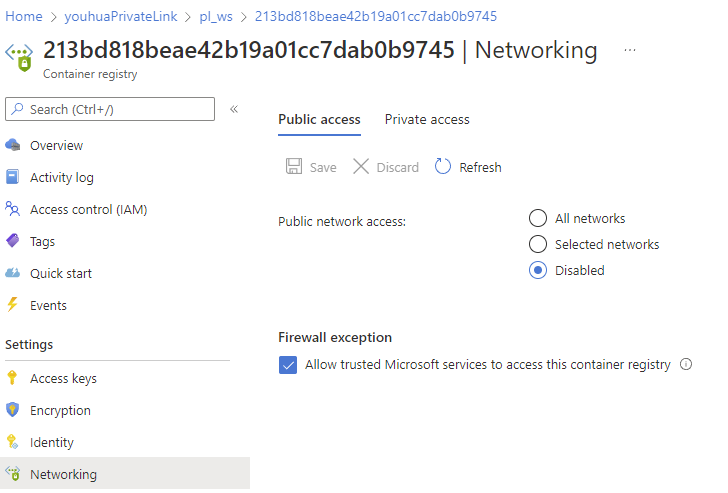 Home > youhuaPrivateLink > pl_ws > 213bd818beae42b19a01cc7dab0b9745
213bd818beae42b19a01cc7dab0b9745 | Networking ...
Container registry
Search (Ctrl+/)
«
Overview
Activity log
Access control (IAM)
Tags
Quick start
Events
Settings
Access keys
Encryption
Identity
Networking
Public access Private access
Save Discard Refresh
Public network access:
All networks
Selected networks
Disabled
Firewall exception
Allow trusted Microsoft services to access this container registry